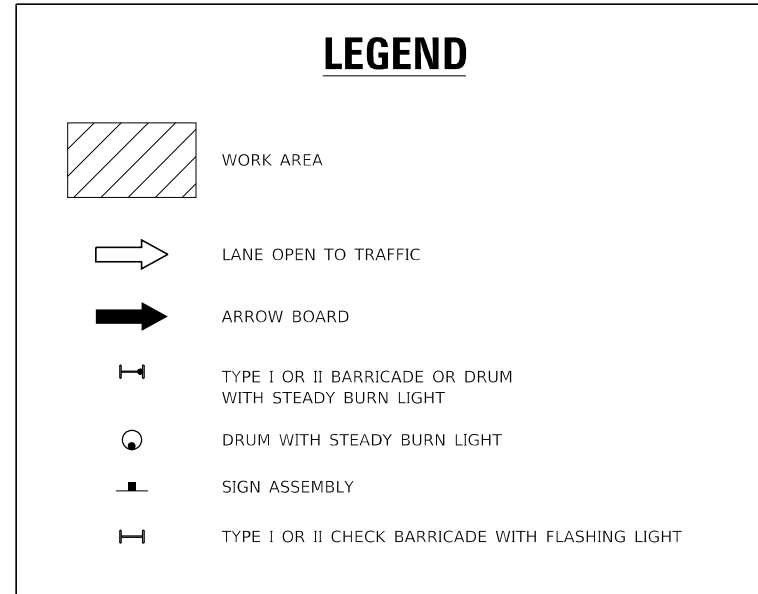 LEGEND
WORK AREA
LANE OPEN TO TRAFFIC
ARROW BOARD
TYPE I OR II BARRICADE OR DRUM
WITH STEADY BURN LIGHT
DRUM WITH STEADY BURN LIGHT
SIGN ASSEMBLY
TYPE I OR II CHECK BARRICADE WITH FLASHING LIGHT